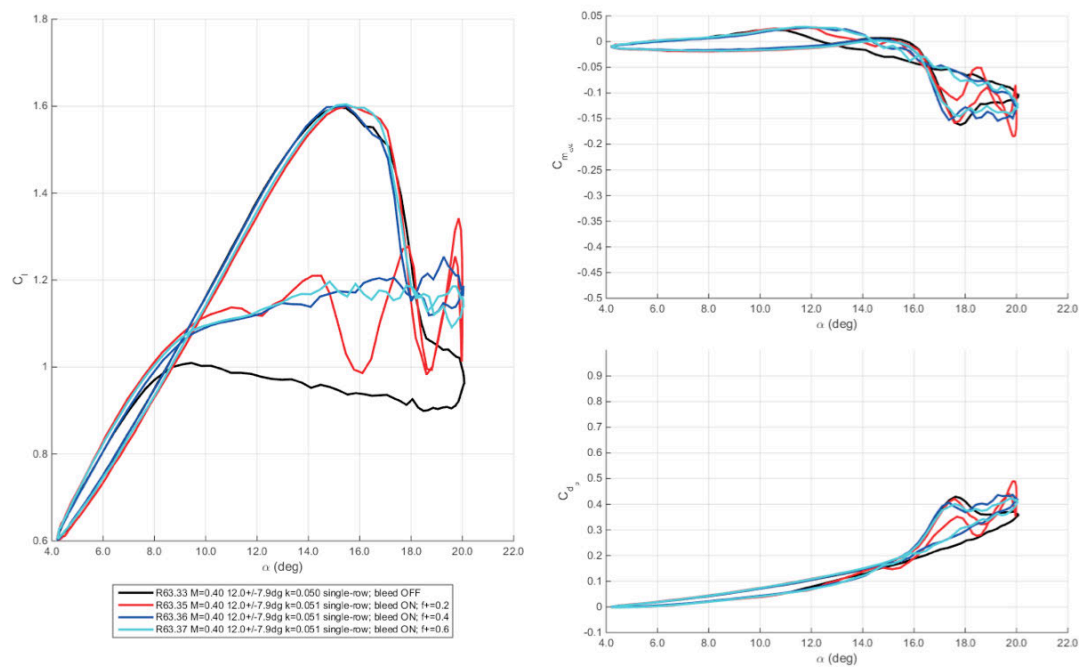 1.8
1.6
1.4
1.2
1
0.8
0.6
C_l
4.0 6.0 8.0 10.0 12.0 14.0 16.0 18.0 20.0 22.0
α (deg)
R63.33 M=0.40 12.0+/-7.9dg k=0.050 single-row; bleed OFF
R63.35 M=0.40 12.0+/-7.9dg k=0.051 single-row; bleed ON; f+=0.2
R63.36 M=0.40 12.0+/-7.9dg k=0.051 single-row; bleed ON; f+=0.4
R63.37 M=0.40 12.0+/-7.9dg k=0.051 single-row; bleed ON; f+=0.6
0.05
0
-0.05
-0.1
-0.15
-0.2
-0.25
-0.3
0.35
-0.4
-0.45
-0.5
4.0 6.0 8.0 10.0 12.0 14.0 16.0 18.0 20.0 22.0
α (deg)
0.9
0.8
0.7
0.6
0.5
0.4
0.3
0.2
0.1
0
-0.1
4.0 6.0 8.0 10.0 12.0 14.0 16.0 18.0 20.0 22.0
α (deg)